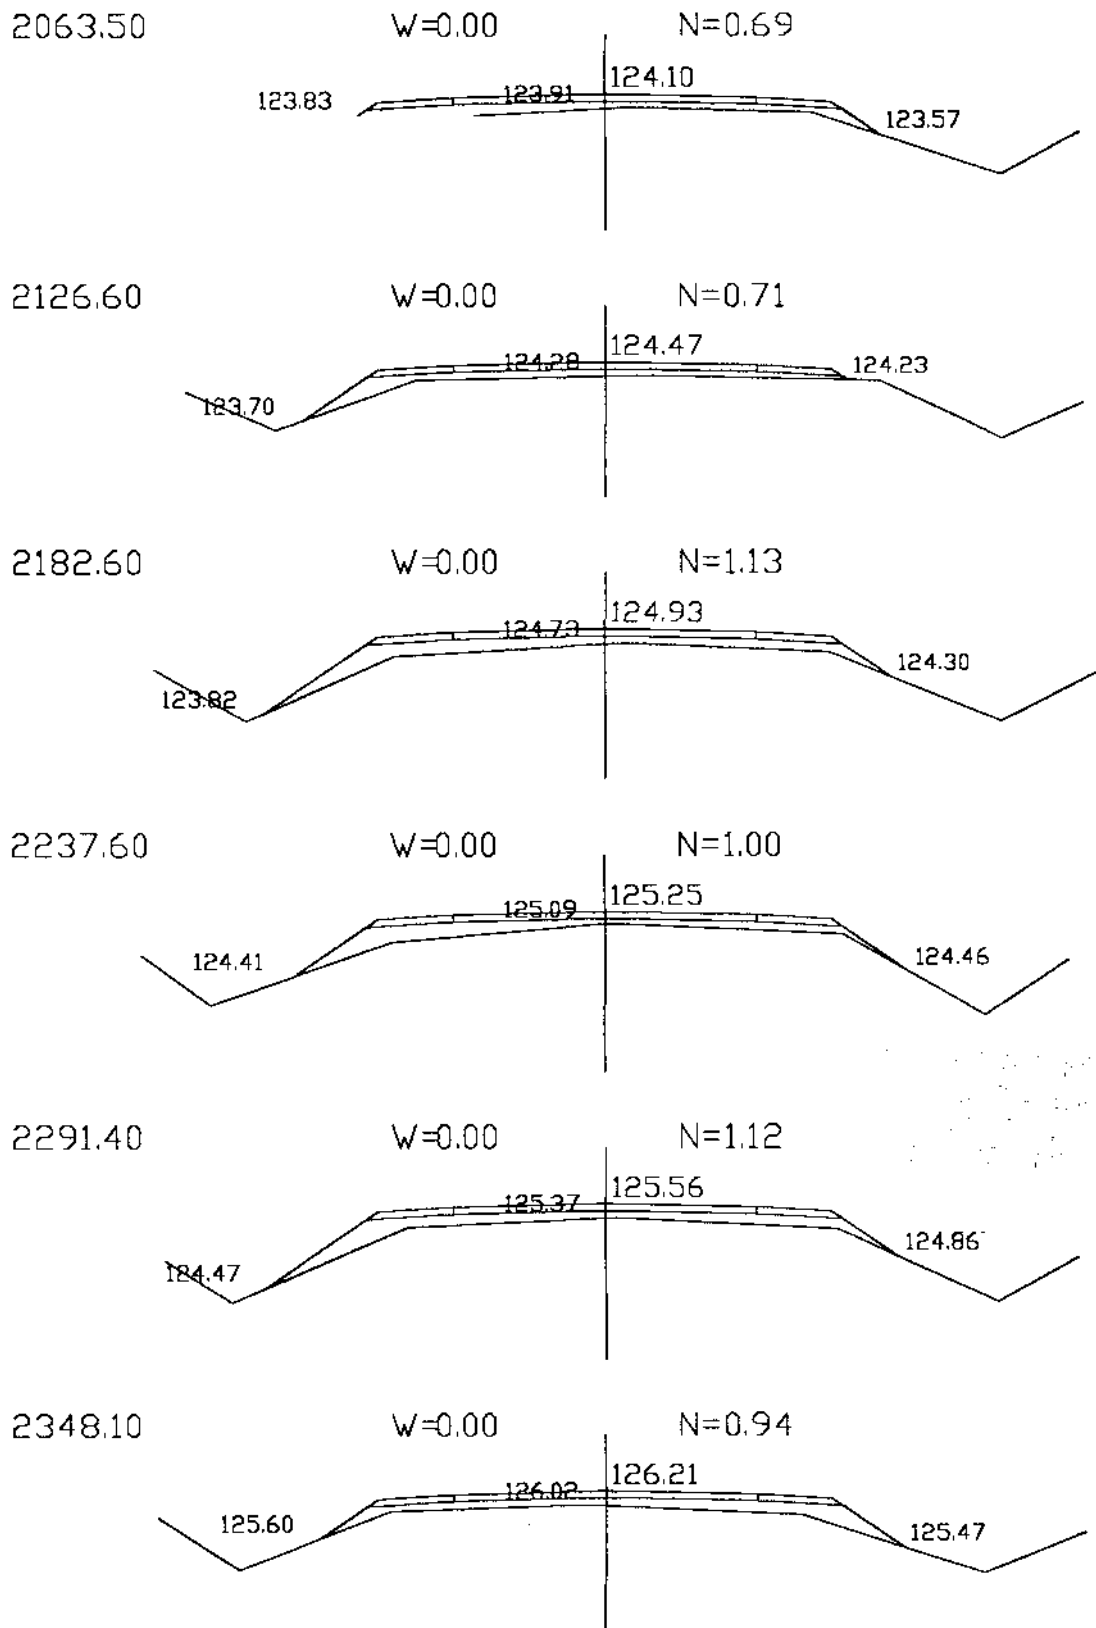 2063.50 W=0.00 N=0.69
124.10
123.83 123.91 123.57
2126.60 W=0.00 N=0.71
124.47
123.70 124.28 124.23
2182.60 W=0.00 N=1.13
124.93
123.82 124.73 124.30
2237.60 W=0.00 N=1.00
125.25
124.41 125.09 124.46
2291.40 W=0.00 N=1.12
125.56
124.47 125.37 124.86
2348.10 W=0.00 N=0.94
126.21
125.60 126.02 125.47